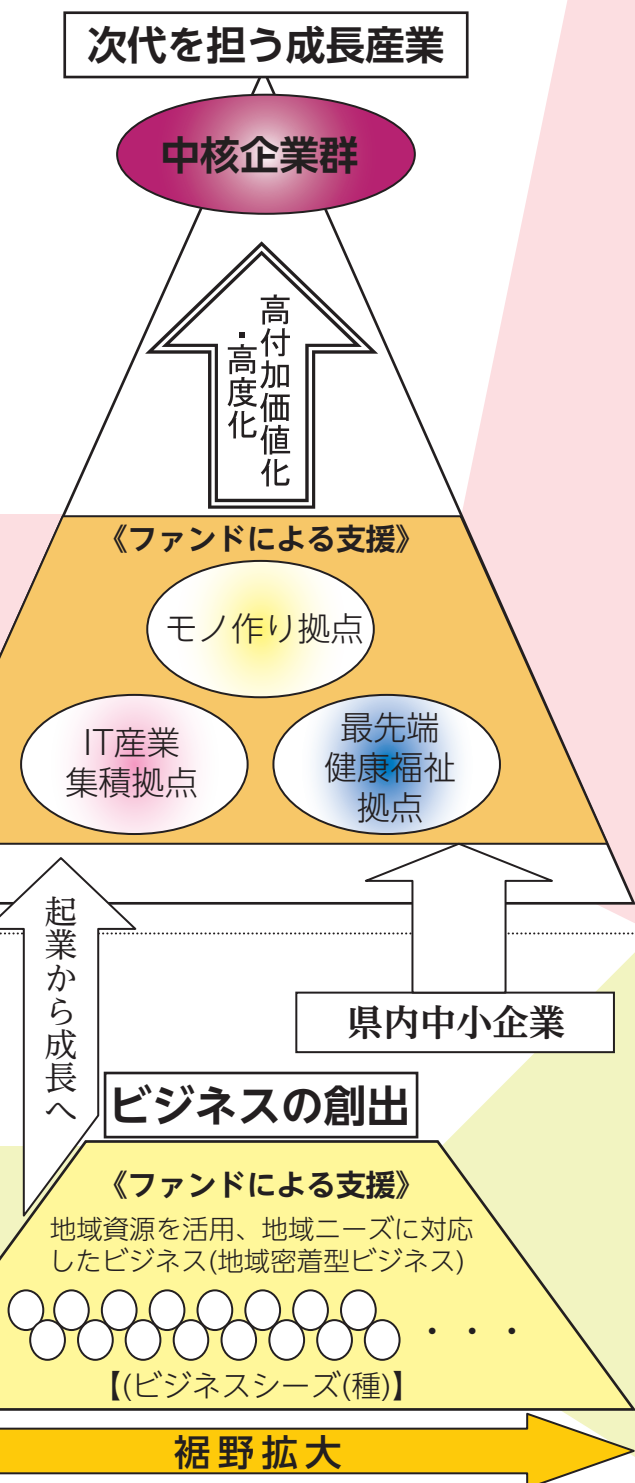 次代を担う成長産業
中核企業群
高付加価値化
・高度化
《ファンドによる支援》
モノ作り拠点
IT産業
集積拠点
最先端
健康福祉
拠点
起業から成長へ
県内中小企業
ビジネスの創出
《ファンドによる支援》
地域資源を活用、地域ニーズに対応
したビジネス(地域密着型ビジネス)
・・・
【(ビジネスシーズ(種)】
裾野拡大